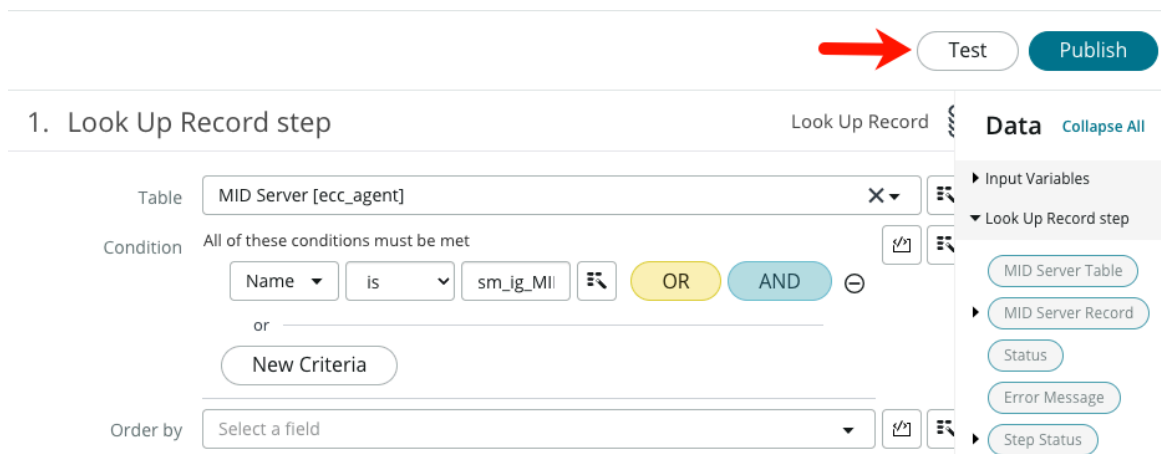 Test
Publish
1. Look Up Record step
Look Up Record
Data
Collapse All
Input Variables
Look Up Record step
MID Server Table
MID Server Record
Status
Error Message
Step Status
Table
MID Server [ecc_agent]
Condition
All of these conditions must be met
Name
is
sm_ig_MI
OR
AND
or
New Criteria
Order by
Select a field